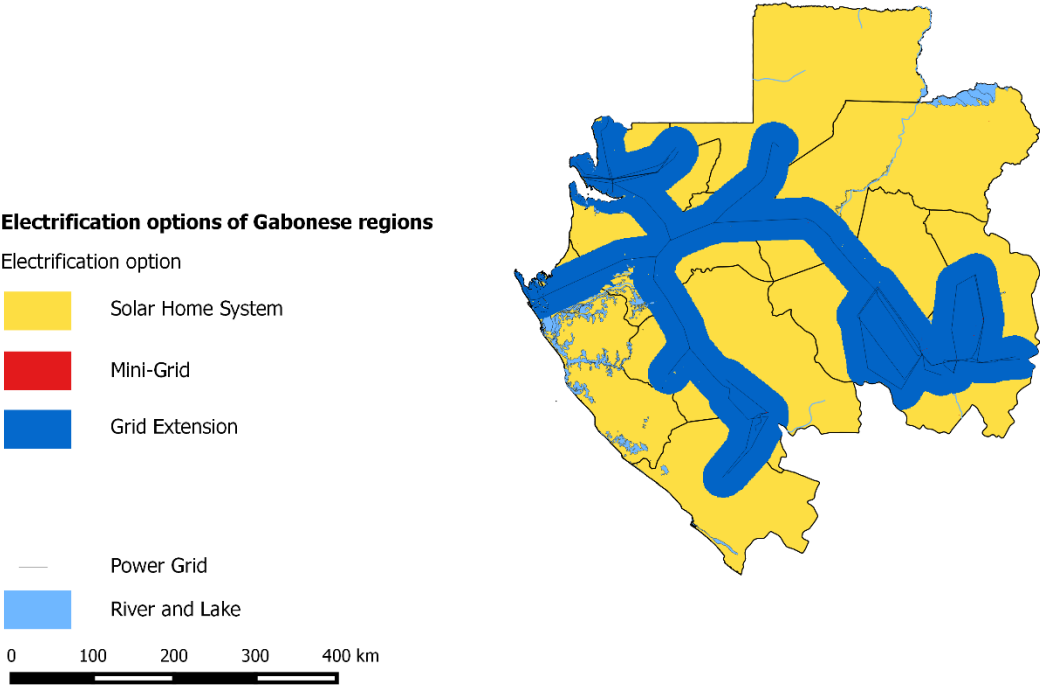 Electrification options of Gabonese regions
Electrification option
Solar Home System
Mini-Grid
Grid Extension
Power Grid
River and Lake
0 100 200 300 400 km